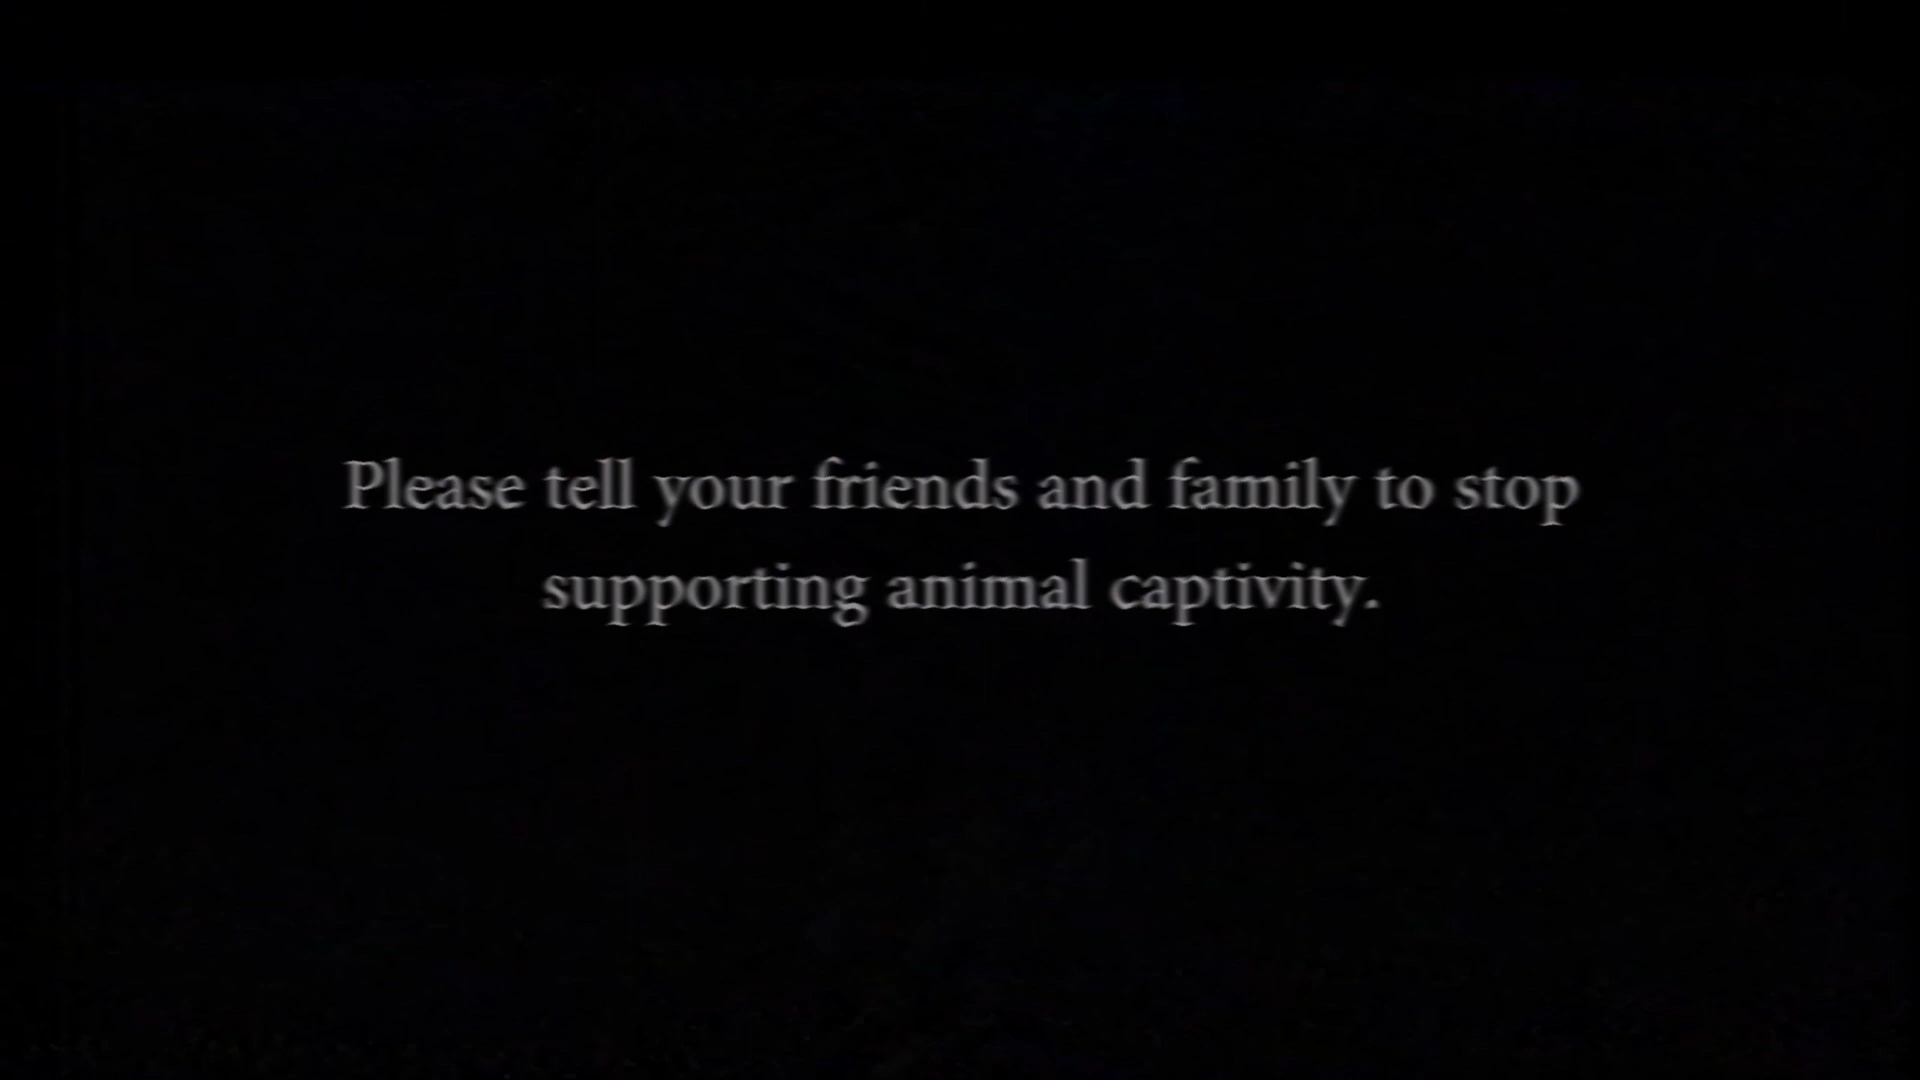 Please tell your friends and family to stop
supporting animal captivity.